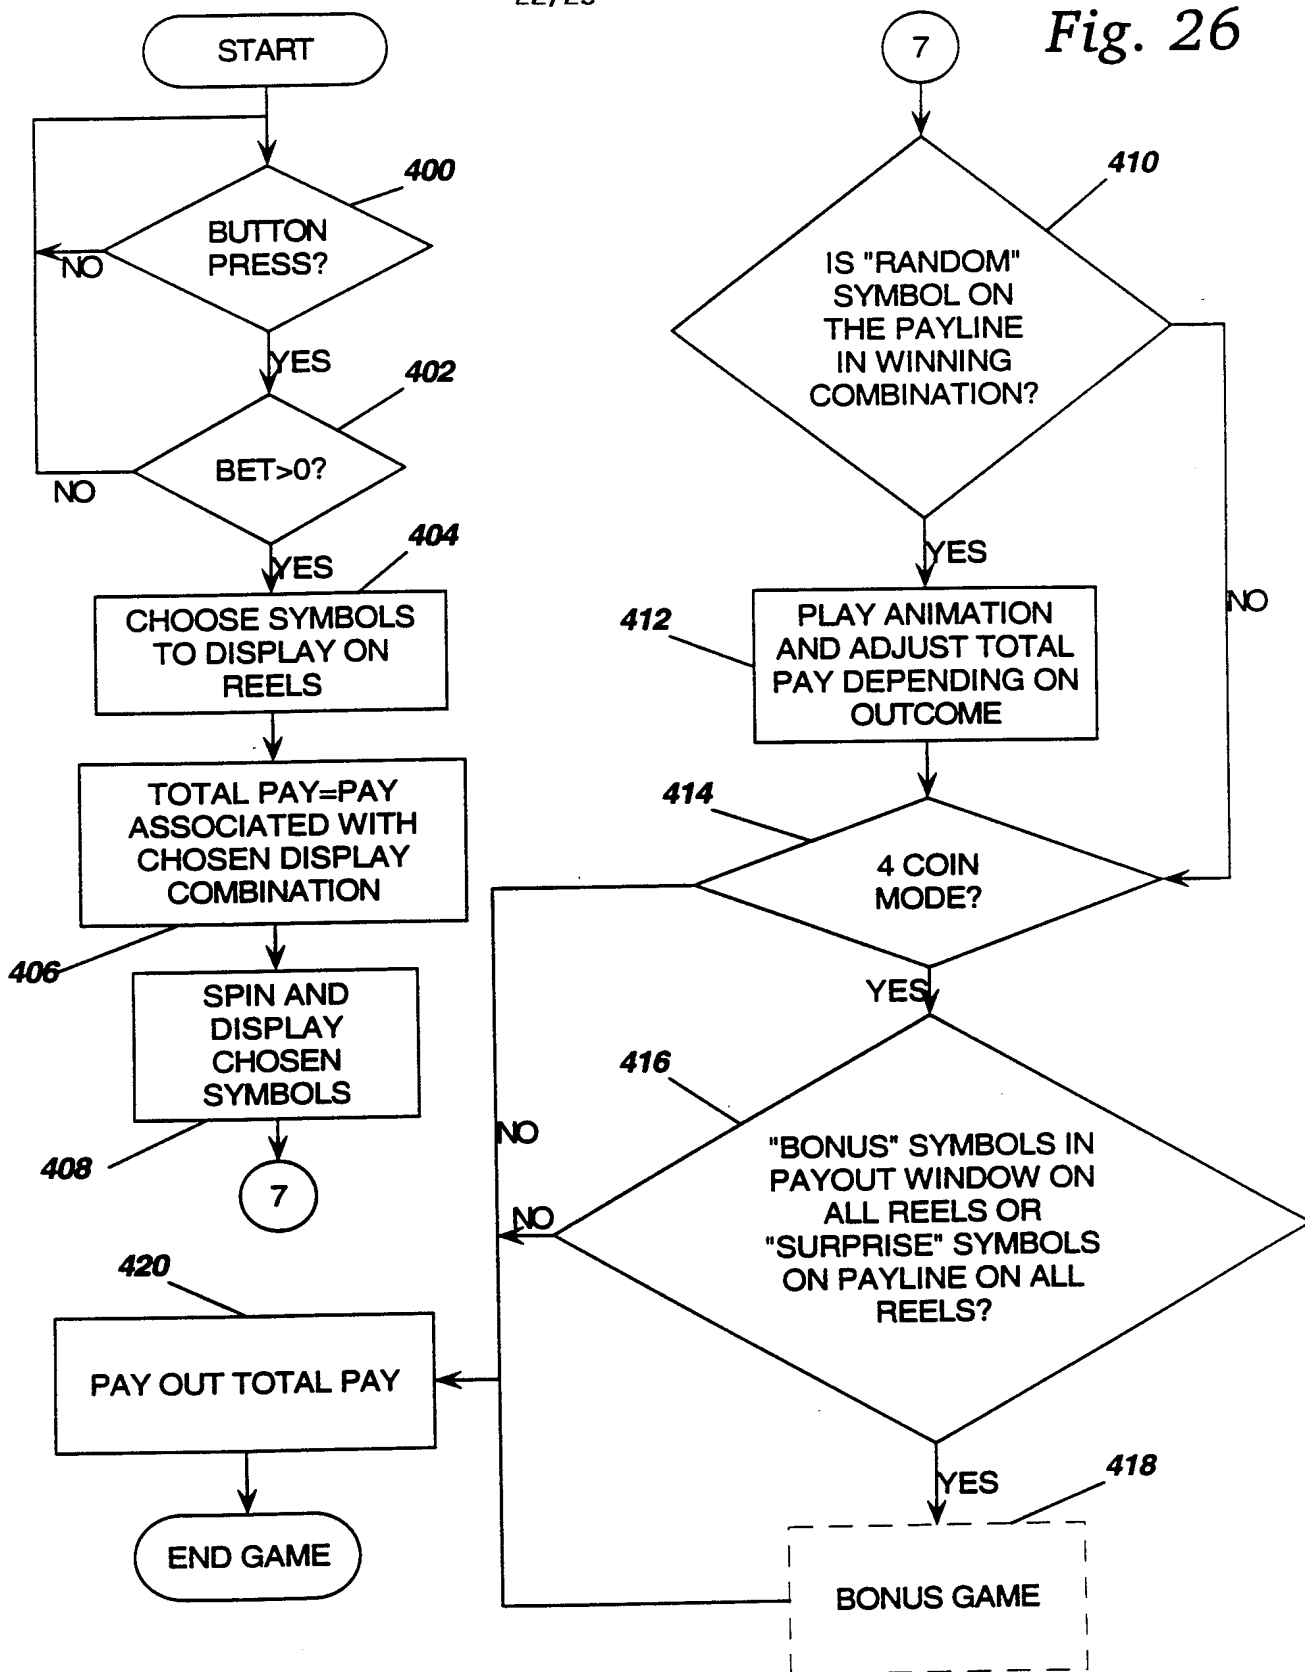 Fig. 26
START
400
BUTTON
PRESS?
NO
YES
402
BET>0?
NO
YES
404
CHOOSE SYMBOLS
TO DISPLAY ON
REELS
TOTAL PAY=PAY
ASSOCIATED WITH
CHOSEN DISPLAY
COMBINATION
406
SPIN AND
DISPLAY
CHOSEN
SYMBOLS
408
7
7
410
IS "RANDOM"
SYMBOL ON
THE PAYLINE
IN WINNING
COMBINATION?
YES
NO
412
PLAY ANIMATION
AND ADJUST TOTAL
PAY DEPENDING ON
OUTCOME
414
4 COIN
MODE?
YES
NO
416
"BONUS" SYMBOLS IN
PAYOUT WINDOW ON
ALL REELS OR
"SURPRISE" SYMBOLS
ON PAYLINE ON ALL
REELS?
NO
YES
418
BONUS GAME
420
PAY OUT TOTAL PAY
END GAME